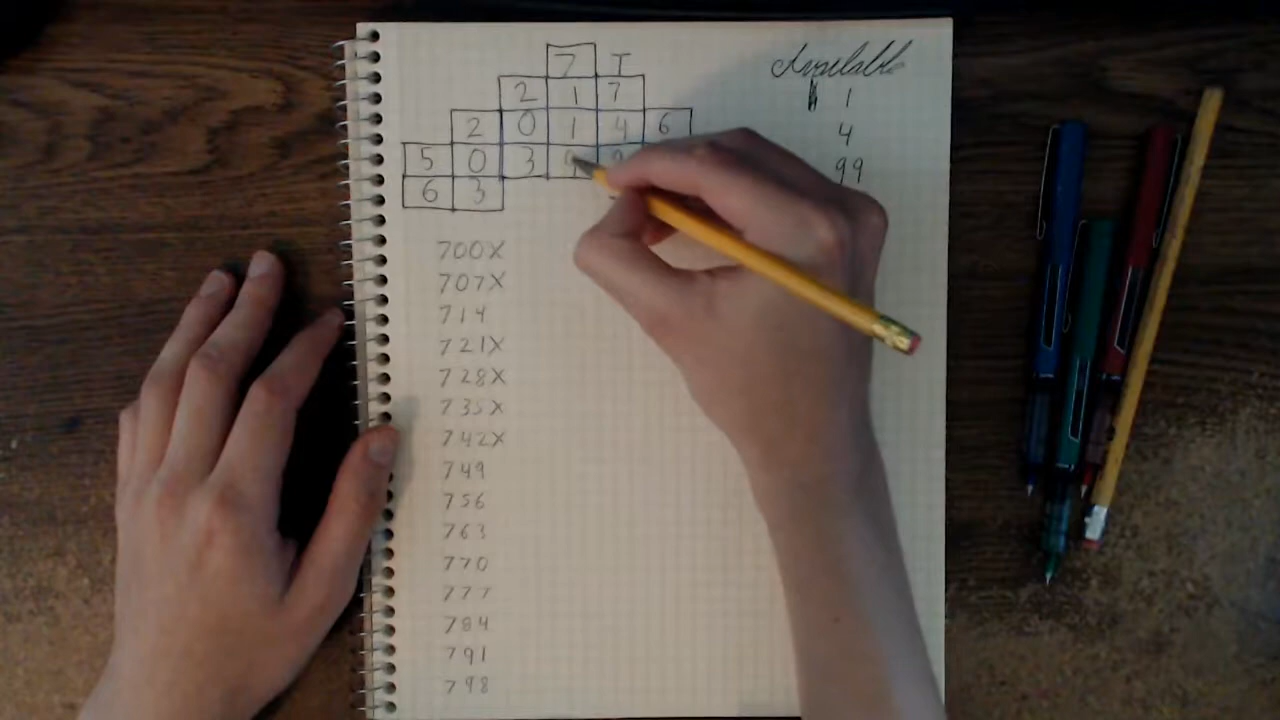 7 T
2 1 7
2 0 1 4 6
5 0 3 9
6 3
Available
1
4
99
700X
707X
714
721X
728X
735X
742X
749
756
763
770
777
784
791
798